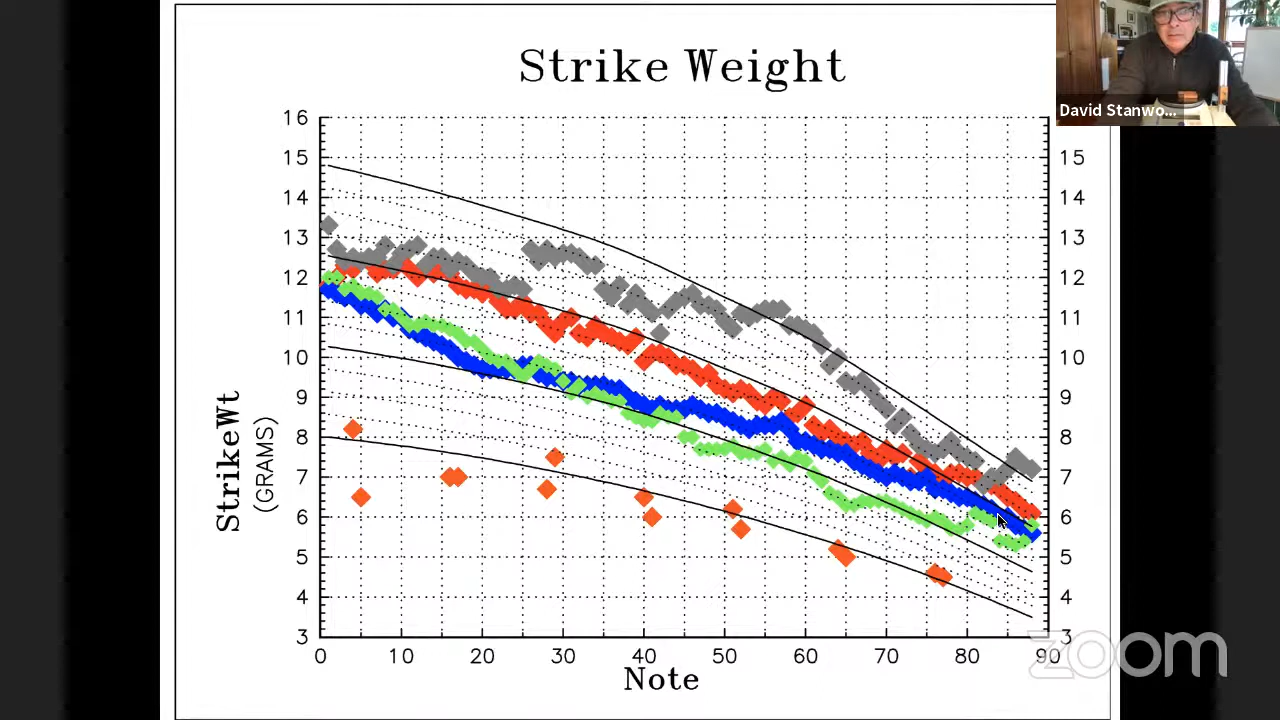 Strike Weight
David Stanwo...
16
15 15
14 14
13 13
12 12
11 11
10 10
9 9
8 8
7 7
6 6
5 5
4 4
3 3
StrikeWt
(GRAMS)
0 10 20 30 40 50 60 70 80 90
Note
zoom